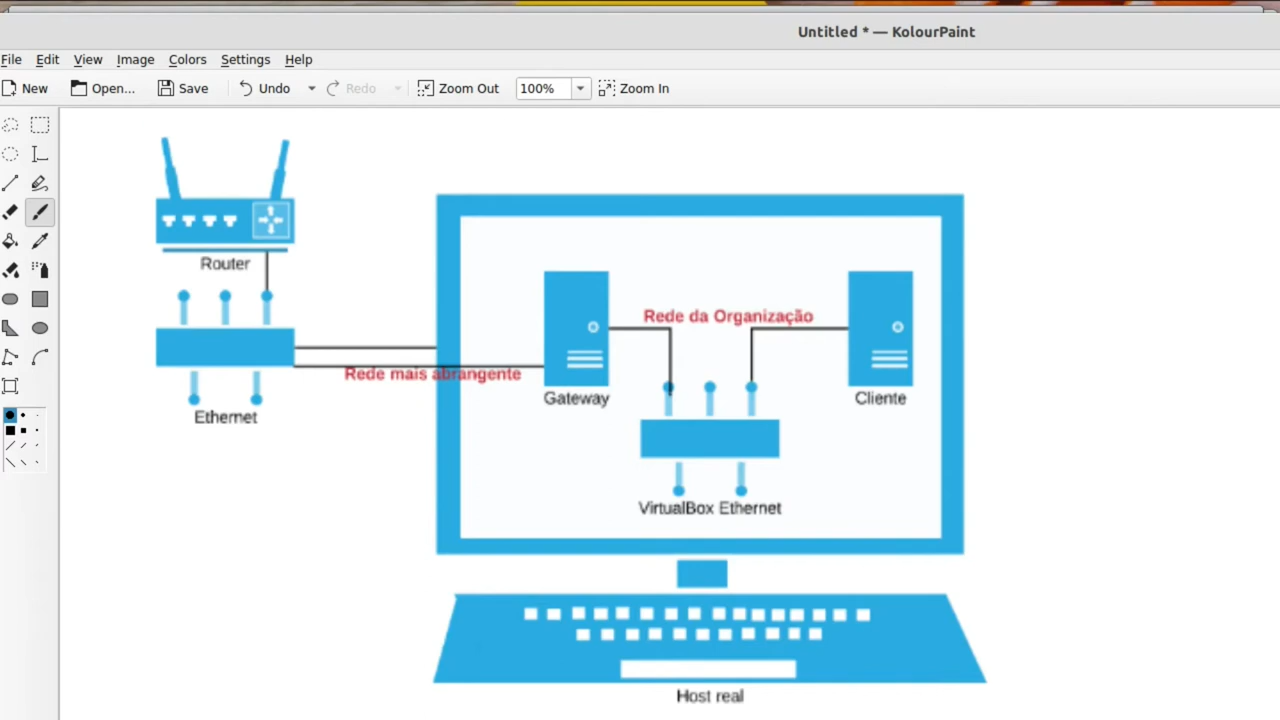 Untitled * — KolourPaint
File Edit View Image Colors Settings Help
New Open... Save Undo Redo Zoom Out 100% Zoom In
Router
Rede da Organização
Rede mais abrangente
Gateway
Cliente
Ethernet
VirtualBox Ethernet
Host real